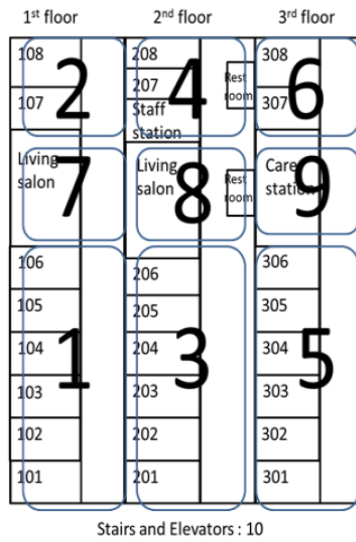 1st floor
2nd floor
3rd floor
108
107
2
Living
salon
7
106
105
104
103
102
101
1
208
207
Staff
station
4
Rest
room
Living
salon
8
Rest
room
206
205
204
203
202
201
3
308
307
6
Care
station
9
306
305
304
303
302
301
5
Stairs and Elevators : 10